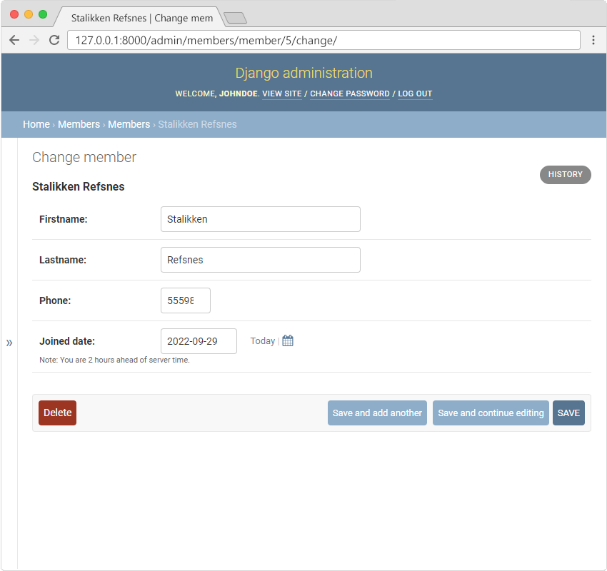 Stalikken Refsnes | Change mem
127.0.0.1:8000/admin/members/member/5/change/
Django administration
WELCOME, JOHNDOE. VIEW SITE / CHANGE PASSWORD / LOG OUT
Home › Members › Members › Stalikken Refsnes
Change member
HISTORY
Stalikken Refsnes
Firstname: Stalikken
Lastname: Refsnes
Phone: 5559
»
Joined date: 2022-09-29 Today |
Note: You are 2 hours ahead of server time.
Delete Save and add another Save and continue editing SAVE